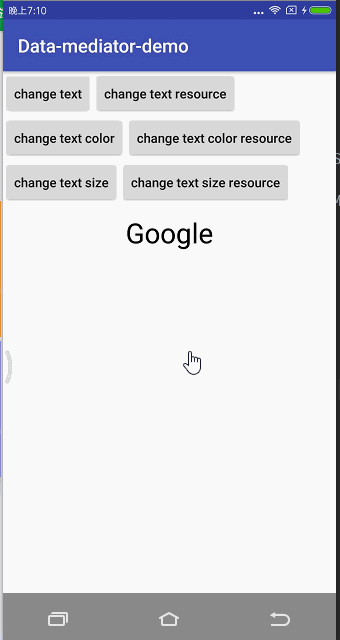 晚上7:10
Data-mediator-demo
change text change text resource
change text color change text color resource
change text size change text size resource
Google